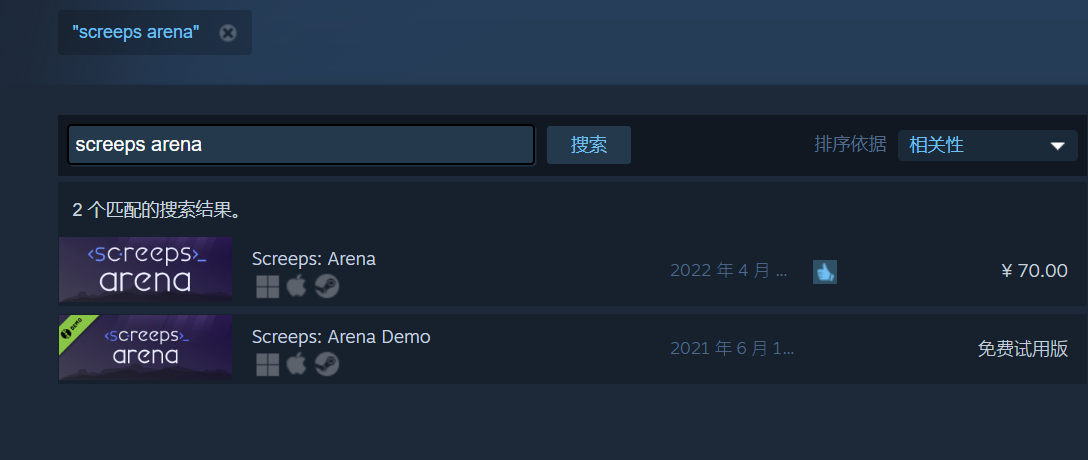 "screeps arena"
screeps arena
搜索
排序依据
相关性
2 个匹配的搜索结果。
<screeps>_
arena
Screeps: Arena
2022 年 4 月 ...
¥ 70.00
DEMO
<screeps>_
arena
Screeps: Arena Demo
2021 年 6 月 1...
免费试用版